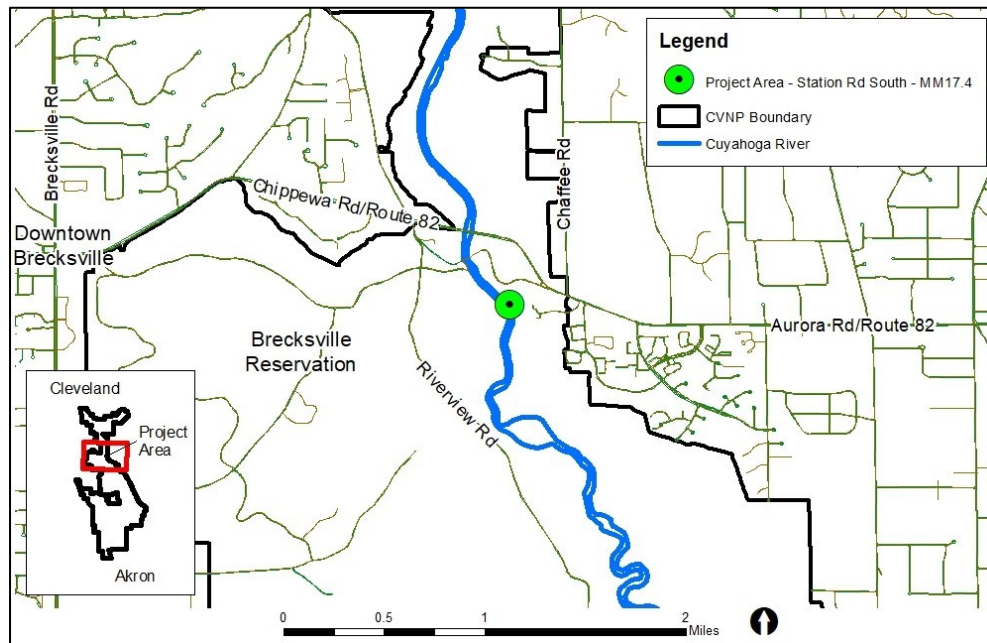 Legend
Project Area - Station Rd South - MM17.4
CVNP Boundary
Cuyahoga River
Brecksville Rd
Chippewa Rd/Route 82
Chaffee Rd
Downtown
Brecksville
Aurora Rd/Route 82
Brecksville
Reservation
Riverview Rd
Cleveland
Project
Area
Akron
0 0.5 1 2
Miles